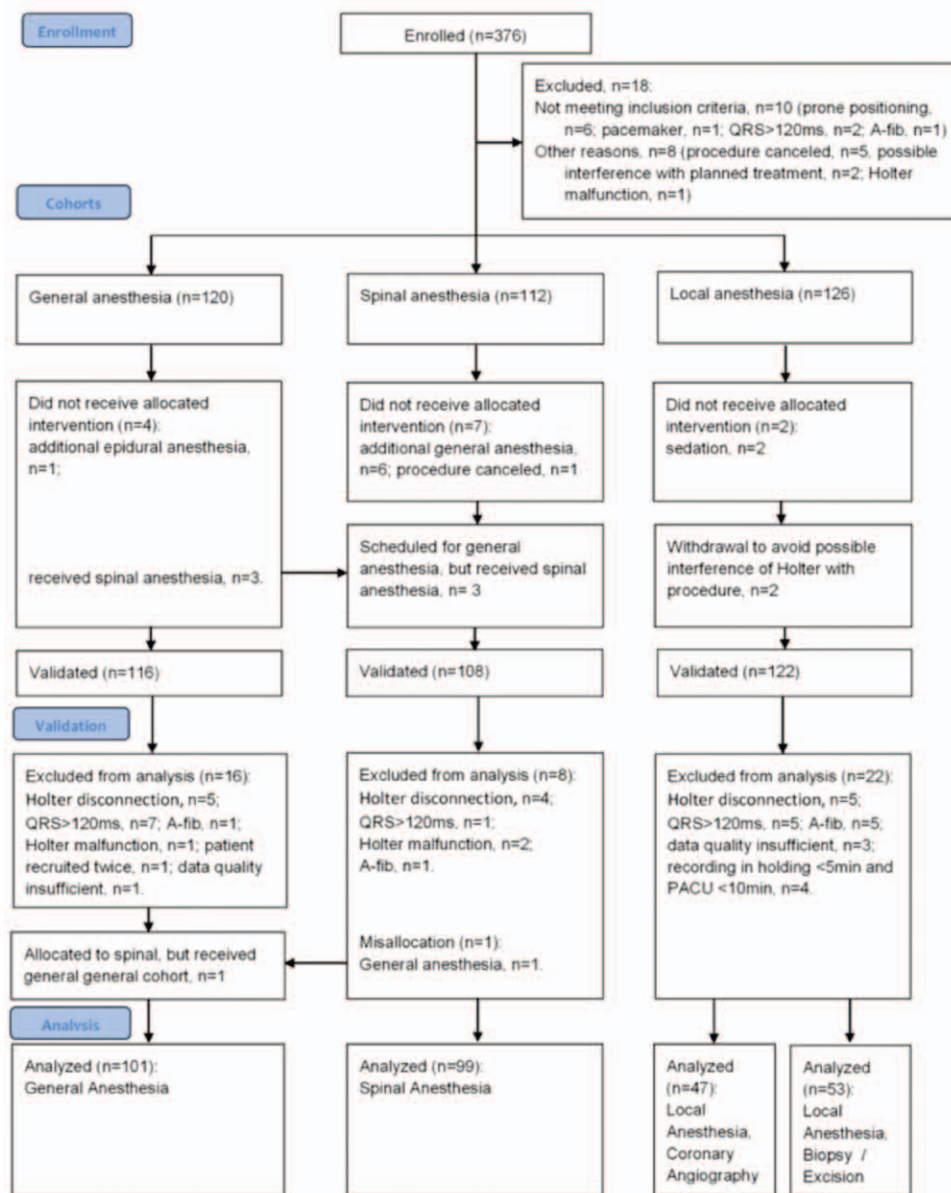 Enrollment
Enrolled (n=376)
Excluded, n=18:
Not meeting inclusion criteria, n=10 (prone positioning,
n=6; pacemaker, n=1; QRS>120ms, n=2; A-fib, n=1)
Other reasons, n=8 (procedure canceled, n=5, possible
interference with planned treatment, n=2; Holter
malfunction, n=1)
Cohorts
General anesthesia (n=120)
Spinal anesthesia (n=112)
Local anesthesia (n=126)
Did not receive allocated
intervention (n=4):
additional epidural anesthesia,
n=1;
received spinal anesthesia, n=3.
Did not receive allocated
intervention (n=7):
additional general anesthesia,
n=6; procedure canceled, n=1
Did not receive allocated
intervention (n=2):
sedation, n=2
Scheduled for general
anesthesia, but received spinal
anesthesia, n= 3
Withdrawal to avoid possible
interference of Holter with
procedure, n=2
Validated (n=116)
Validated (n=108)
Validated (n=122)
Validation
Excluded from analysis (n=16):
Holter disconnection, n=5;
QRS>120ms, n=7; A-fib, n=1;
Holter malfunction, n=1; patient
recruited twice, n=1; data quality
insufficient, n=1.
Excluded from analysis (n=8):
Holter disconnection, n=4;
QRS>120ms, n=1;
Holter malfunction, n=2;
A-fib, n=1.
Misallocation (n=1):
General anesthesia, n=1.
Excluded from analysis (n=22):
Holter disconnection, n=5;
QRS>120ms, n=5; A-fib, n=5;
data quality insufficient, n=3;
recording in holding <5min and
PACU <10min, n=4.
Allocated to spinal, but received
general general cohort, n=1
Analysis
Analyzed (n=101):
General Anesthesia
Analyzed (n=99):
Spinal Anesthesia
Analyzed
(n=47):
Local
Anesthesia,
Coronary
Angiography
Analyzed
(n=53):
Local
Anesthesia,
Biopsy /
Excision